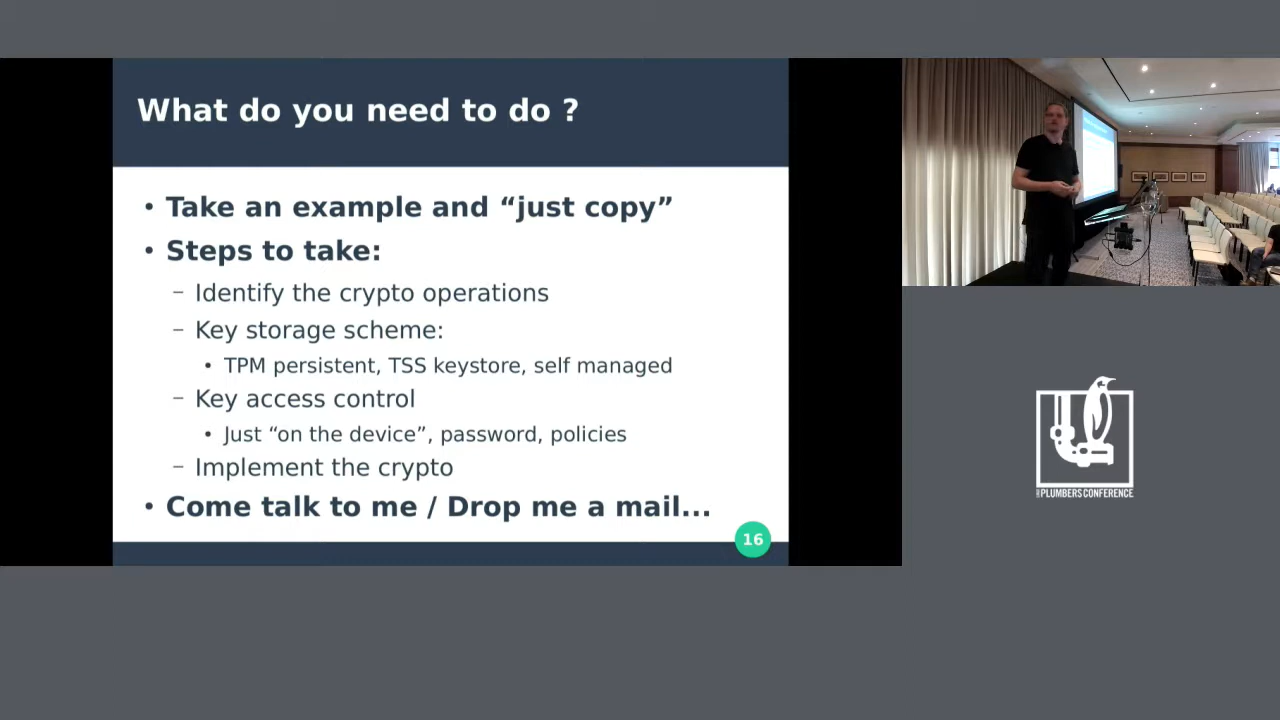 What do you need to do ?
• Take an example and “just copy”
• Steps to take:
– Identify the crypto operations
– Key storage scheme:
• TPM persistent, TSS keystore, self managed
– Key access control
• Just “on the device”, password, policies
– Implement the crypto
• Come talk to me / Drop me a mail...
16
PLUMBERS CONFERENCE